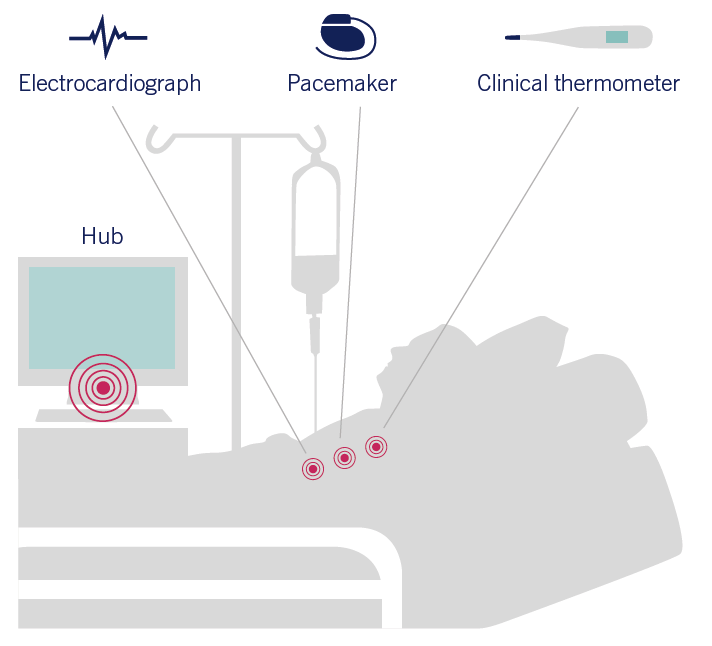 Electrocardiograph
Pacemaker
Clinical thermometer
Hub